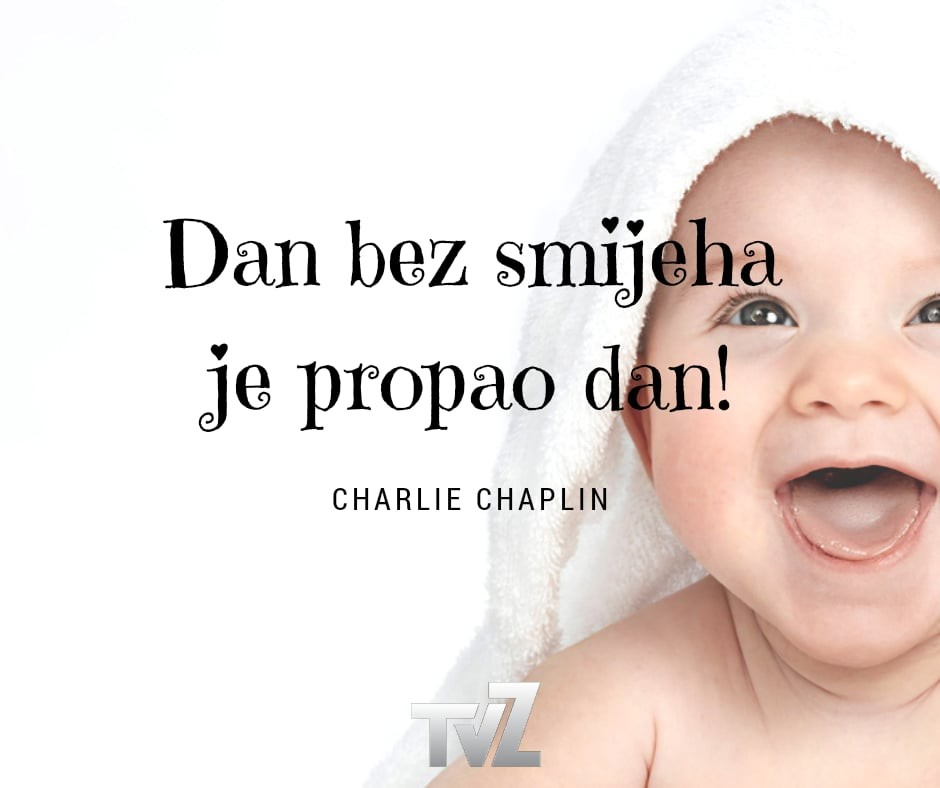 Dan bez smijeha
je propao dan!
CHARLIE CHAPLIN
TVZ